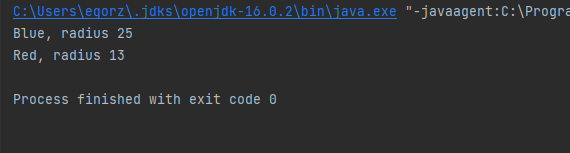 C:\Users\egorz\.jdks\openjdk-16.0.2\bin\java.exe "-javaagent:C:\Progra
Blue, radius 25
Red, radius 13
Process finished with exit code 0